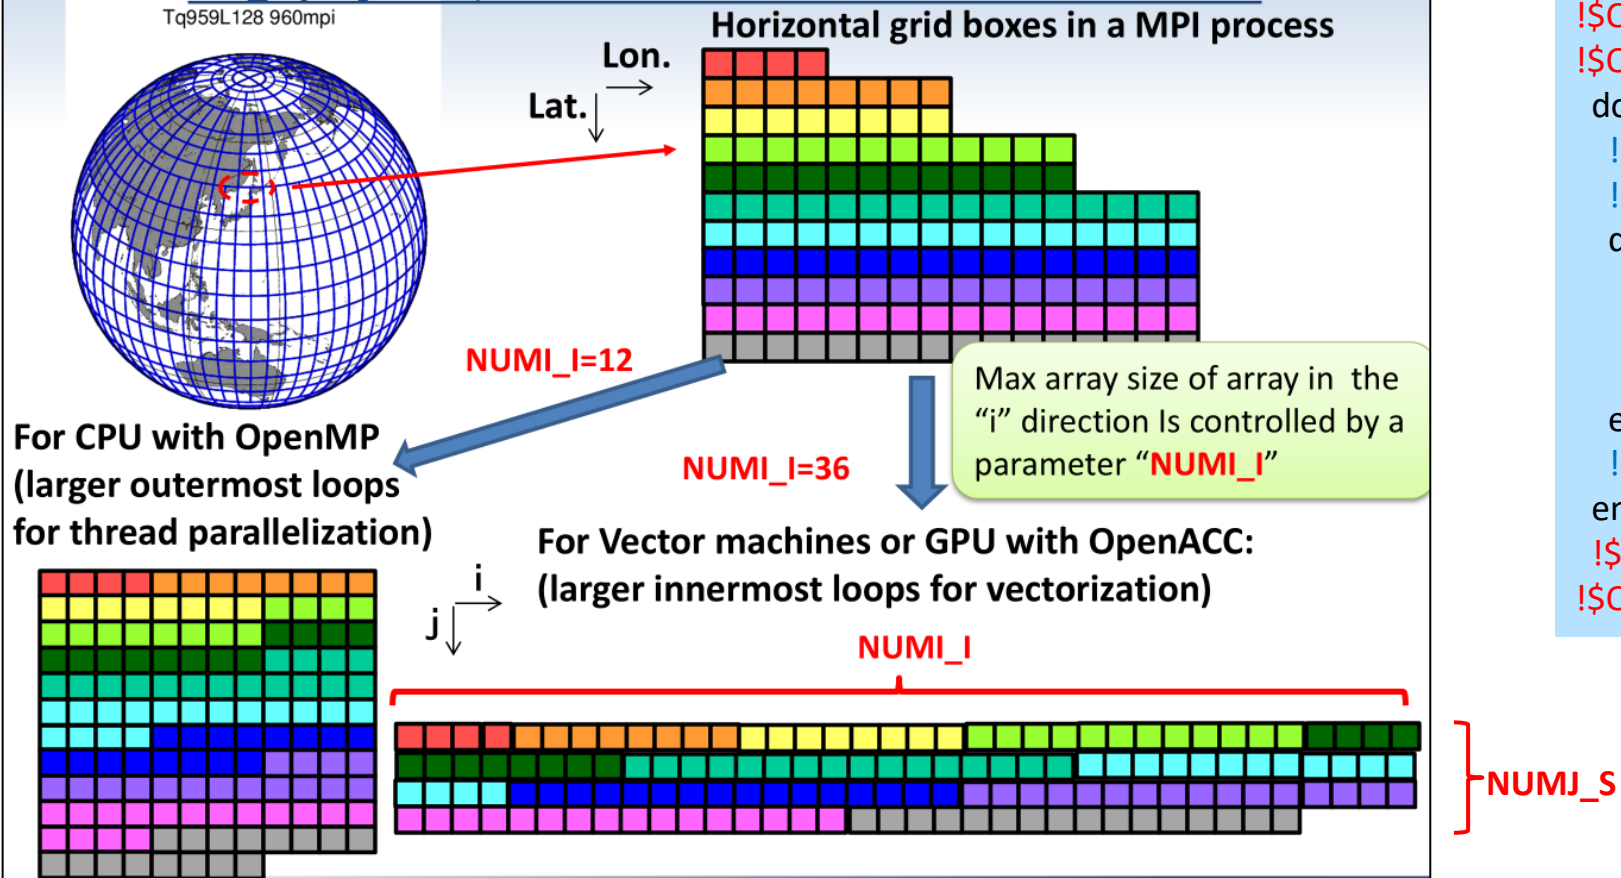 Tq959L128 960mpi
Horizontal grid boxes in a MPI process
Lon.
Lat.
NUMI_I=12
Max array size of array in the
“i” direction Is controlled by a
parameter “NUMI_I”
For CPU with OpenMP
(larger outermost loops
for thread parallelization)
NUMI_I=36
For Vector machines or GPU with OpenACC:
(larger innermost loops for vectorization)
i
j
NUMI_I
NUMJ_S
!$
!
!
!
!$